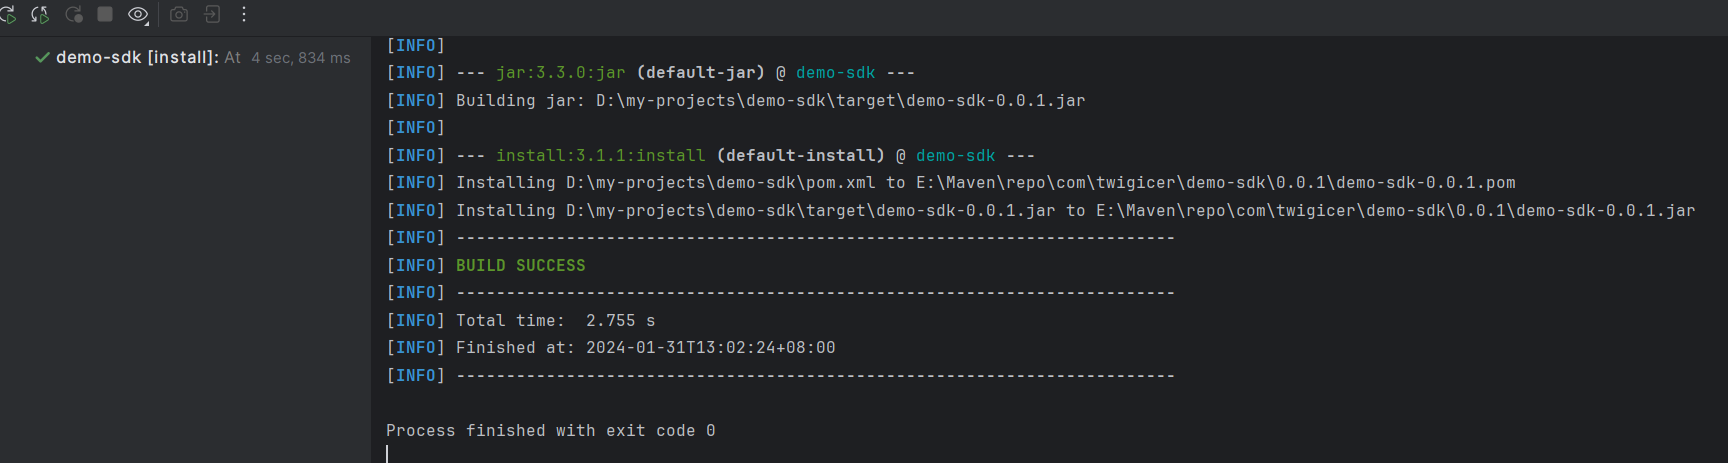 demo-sdk [install]: At 4 sec, 834 ms
[INFO]
[INFO] --- jar:3.3.0:jar (default-jar) @ demo-sdk ---
[INFO] Building jar: D:\my-projects\demo-sdk\target\demo-sdk-0.0.1.jar
[INFO]
[INFO] --- install:3.1.1:install (default-install) @ demo-sdk ---
[INFO] Installing D:\my-projects\demo-sdk\pom.xml to E:\Maven\repo\com\twigicer\demo-sdk\0.0.1\demo-sdk-0.0.1.pom
[INFO] Installing D:\my-projects\demo-sdk\target\demo-sdk-0.0.1.jar to E:\Maven\repo\com\twigicer\demo-sdk\0.0.1\demo-sdk-0.0.1.jar
[INFO] ------------------------------------------------------------------------
[INFO] BUILD SUCCESS
[INFO] ------------------------------------------------------------------------
[INFO] Total time:  2.755 s
[INFO] Finished at: 2024-01-31T13:02:24+08:00
[INFO] ------------------------------------------------------------------------
Process finished with exit code 0